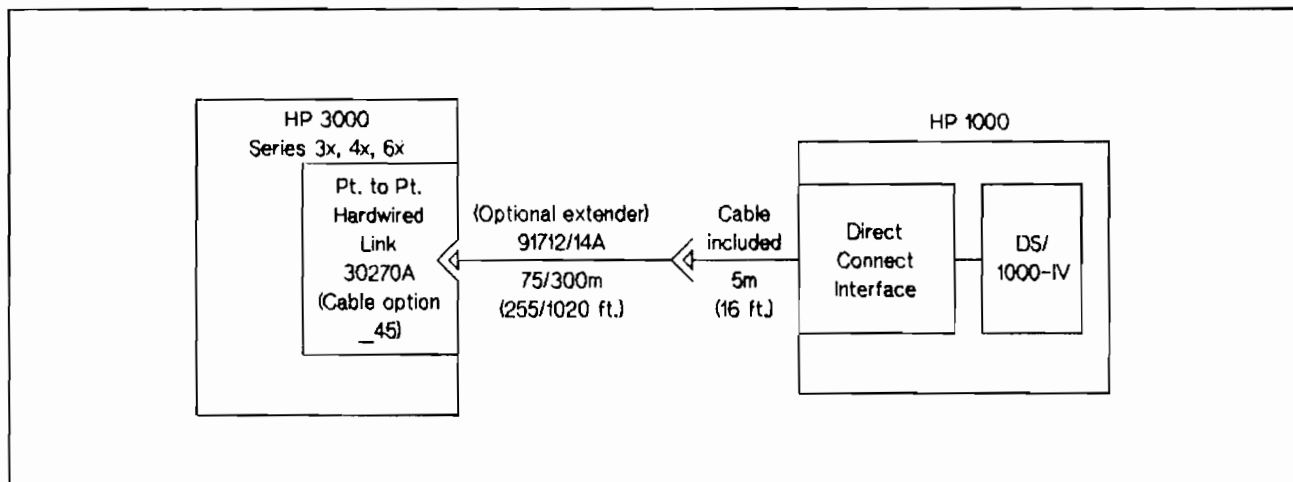 HP 3000
Series 3x, 4x, 6x
Pt. to Pt.
Hardwired
Link
30270A
(Cable option
_45)
(Optional extender)
91712/14A
75/300m
(255/1020 ft.)
Cable
included
5m
(16 ft.)
HP 1000
Direct
Connect
Interface
DS/
1000-IV